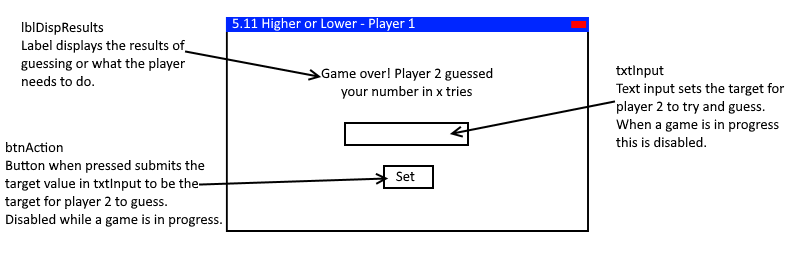 lblDispResults
Label displays the results of
guessing or what the player
needs to do.
5.11 Higher or Lower - Player 1
Game over! Player 2 guessed
your number in x tries
txtInput
Text input sets the target for
player 2 to try and guess.
When a game is in progress
this is disabled.
btnAction
Button when pressed submits the
target value in txtInput to be the
target for player 2 to guess.
Disabled while a game is in progress.
Set